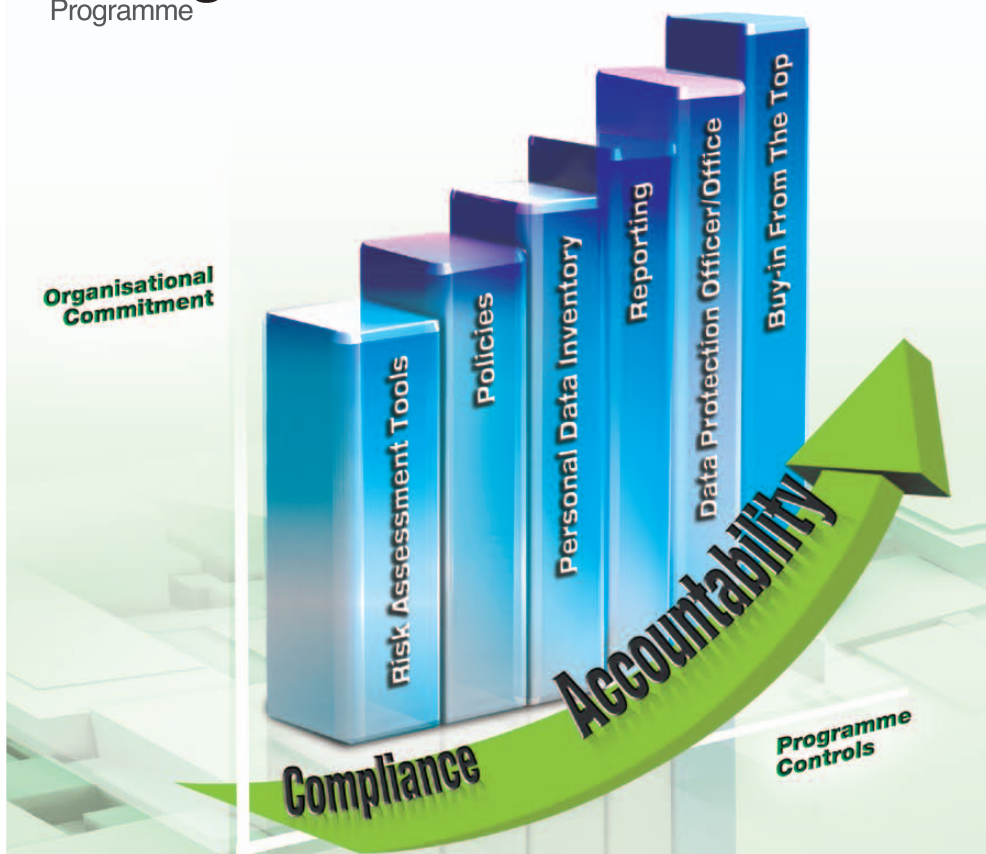 Programme
Organisational
Commitment
Risk Assessment Tools
Policies
Personal Data Inventory
Reporting
Data Protection Officer/Office
Buy-in From The Top
Compliance
Accountability
Programme
Controls